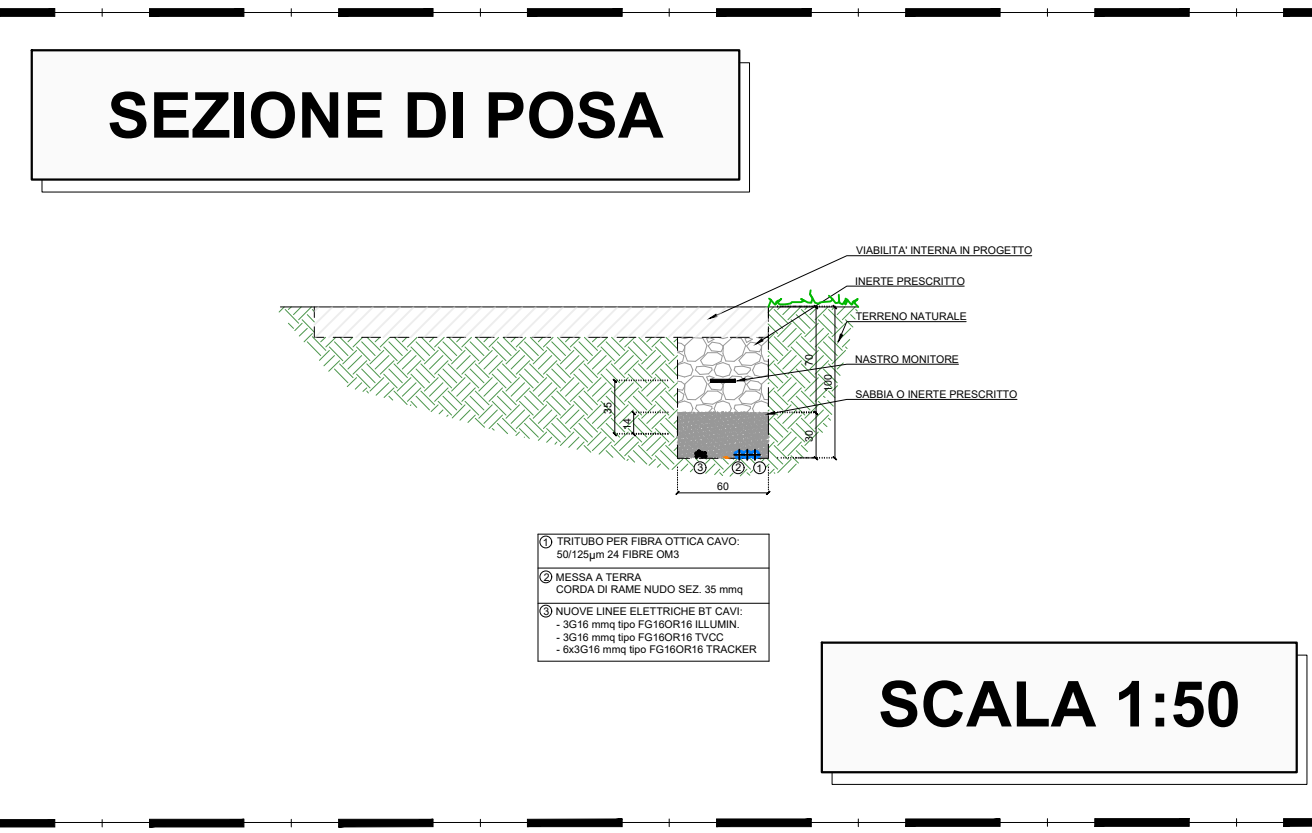 SEZIONE DI POSA
VIABILITA' INTERNA IN PROGETTO
INERTE PRESCRITTO
TERRENO NATURALE
NASTRO MONITORE
SABBIA O INERTE PRESCRITTO
70
100
35
14
30
3 2 1
60
1 TRITUBO PER FIBRA OTTICA CAVO:
50/125µm 24 FIBRE OM3
2 MESSA A TERRA
CORDA DI RAME NUDO SEZ. 35 mmq
3 NUOVE LINEE ELETTRICHE BT CAVI:
- 3G16 mmq tipo FG16OR16 ILLUMIN.
- 3G16 mmq tipo FG16OR16 TVCC
- 6x3G16 mmq tipo FG16OR16 TRACKER
SCALA 1:50